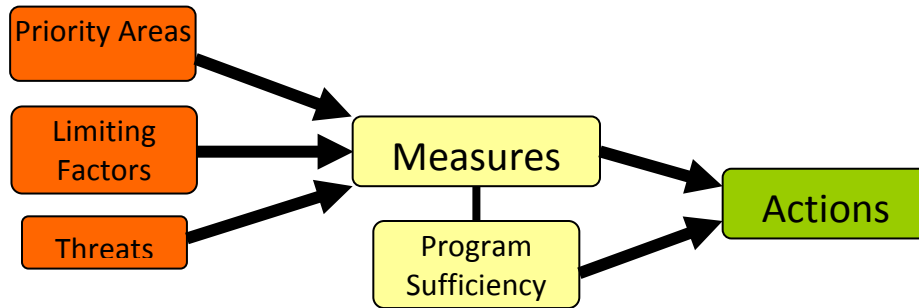 Priority Areas
Limiting
Factors
Threats
Measures
Program
Sufficiency
Actions